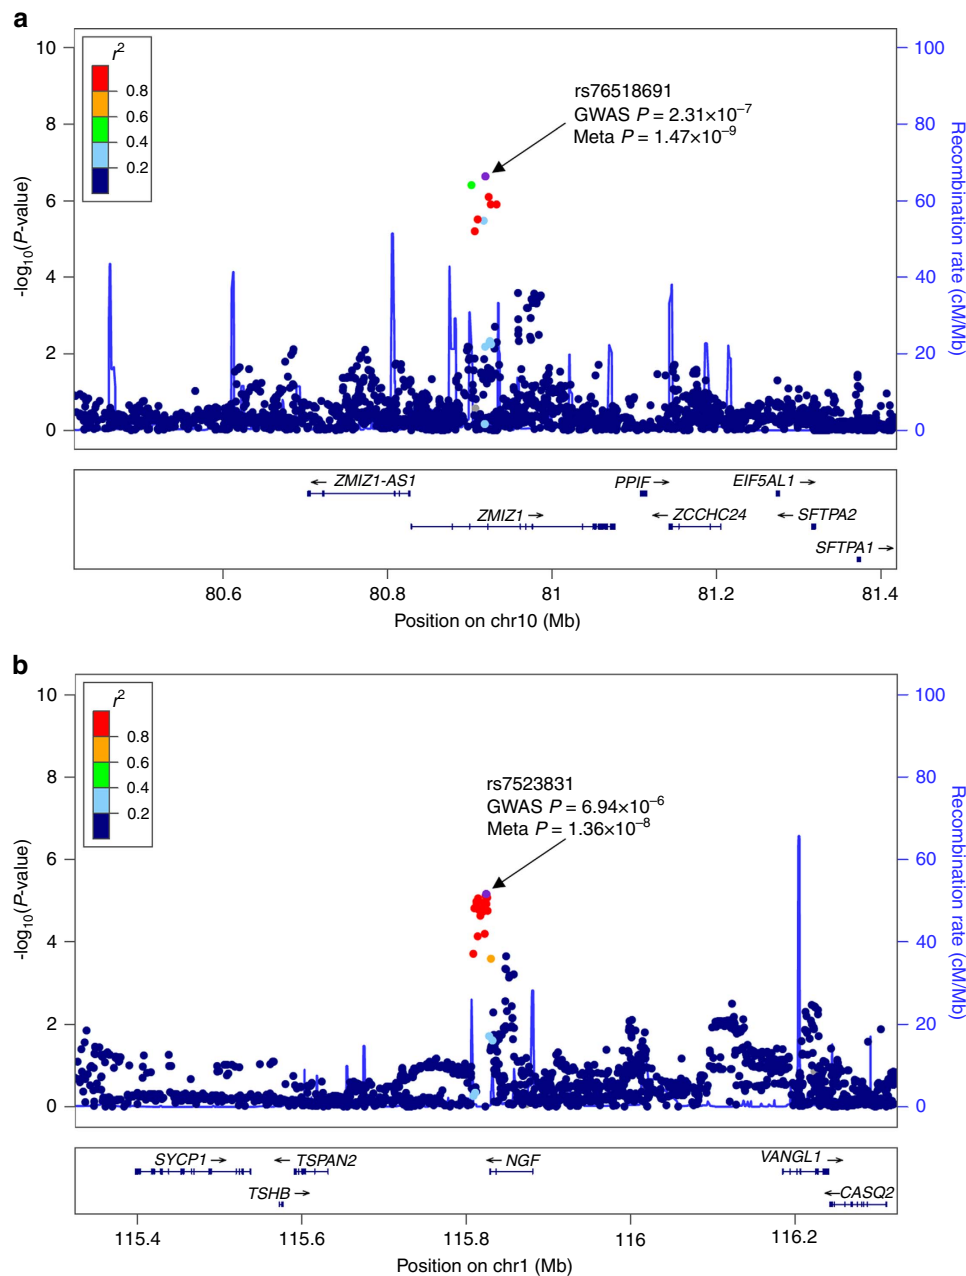 a
r²
0.8
0.6
0.4
0.2
10
8
6
4
2
0
-log₁₀(P-value)
100
80
60
40
20
0
Recombination rate (cM/Mb)
rs76518691
GWAS P = 2.31×10⁻⁷
Meta P = 1.47×10⁻⁹
← ZMIZ1-AS1
PPIF →
EIF5AL1 →
ZMIZ1 →
← ZCCHC24
← SFTPA2
SFTPA1 →
80.6
80.8
81
81.2
81.4
Position on chr10 (Mb)
b
r²
0.8
0.6
0.4
0.2
10
8
6
4
2
0
-log₁₀(P-value)
100
80
60
40
20
0
Recombination rate (cM/Mb)
rs7523831
GWAS P = 6.94×10⁻⁶
Meta P = 1.36×10⁻⁸
SYCP1 →
← TSPAN2
← NGF
VANGL1 →
TSHB →
← CASQ2
115.4
115.6
115.8
116
116.2
Position on chr1 (Mb)